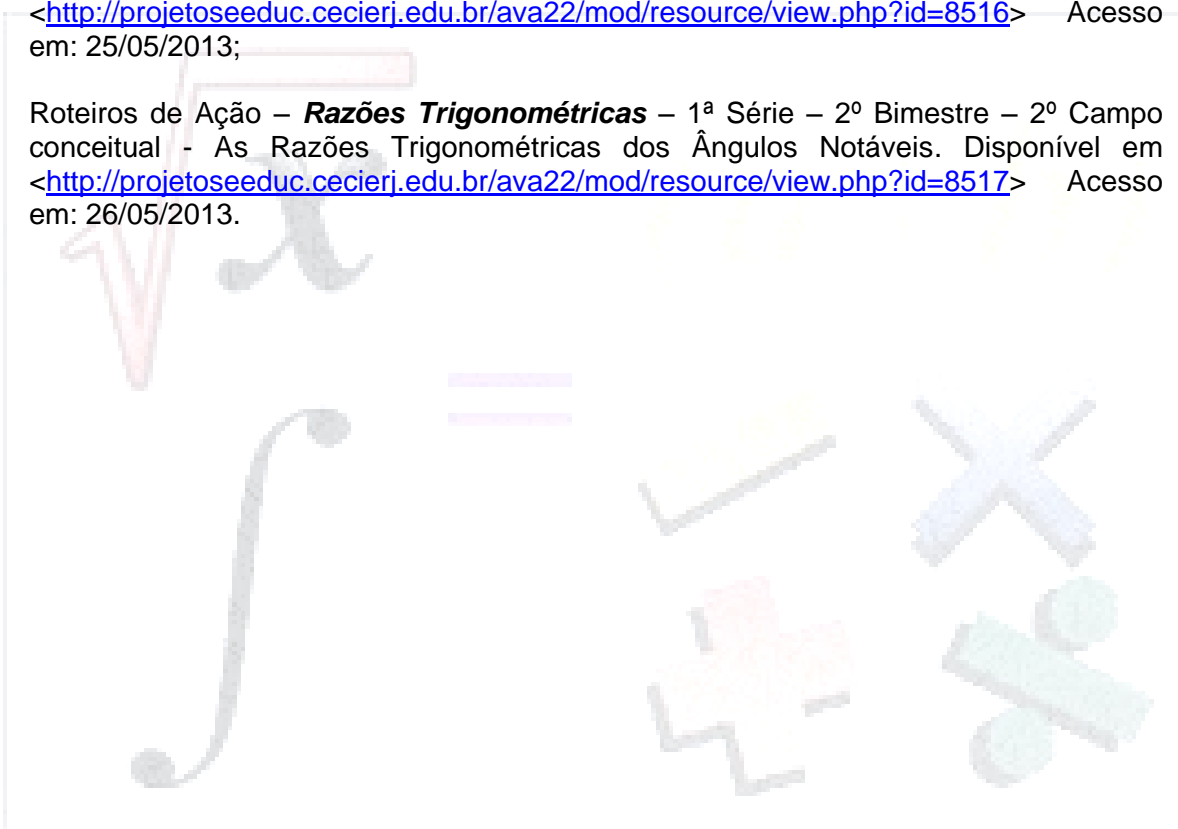 <http://projetoseeduc.cecierj.edu.br/ava22/mod/resource/view.php?id=8516> Acesso
em: 25/05/2013;
Roteiros de Ação – Razões Trigonométricas – 1ª Série – 2º Bimestre – 2º Campo
conceitual - As Razões Trigonométricas dos Ângulos Notáveis. Disponível em
<http://projetoseeduc.cecierj.edu.br/ava22/mod/resource/view.php?id=8517> Acesso
em: 26/05/2013.